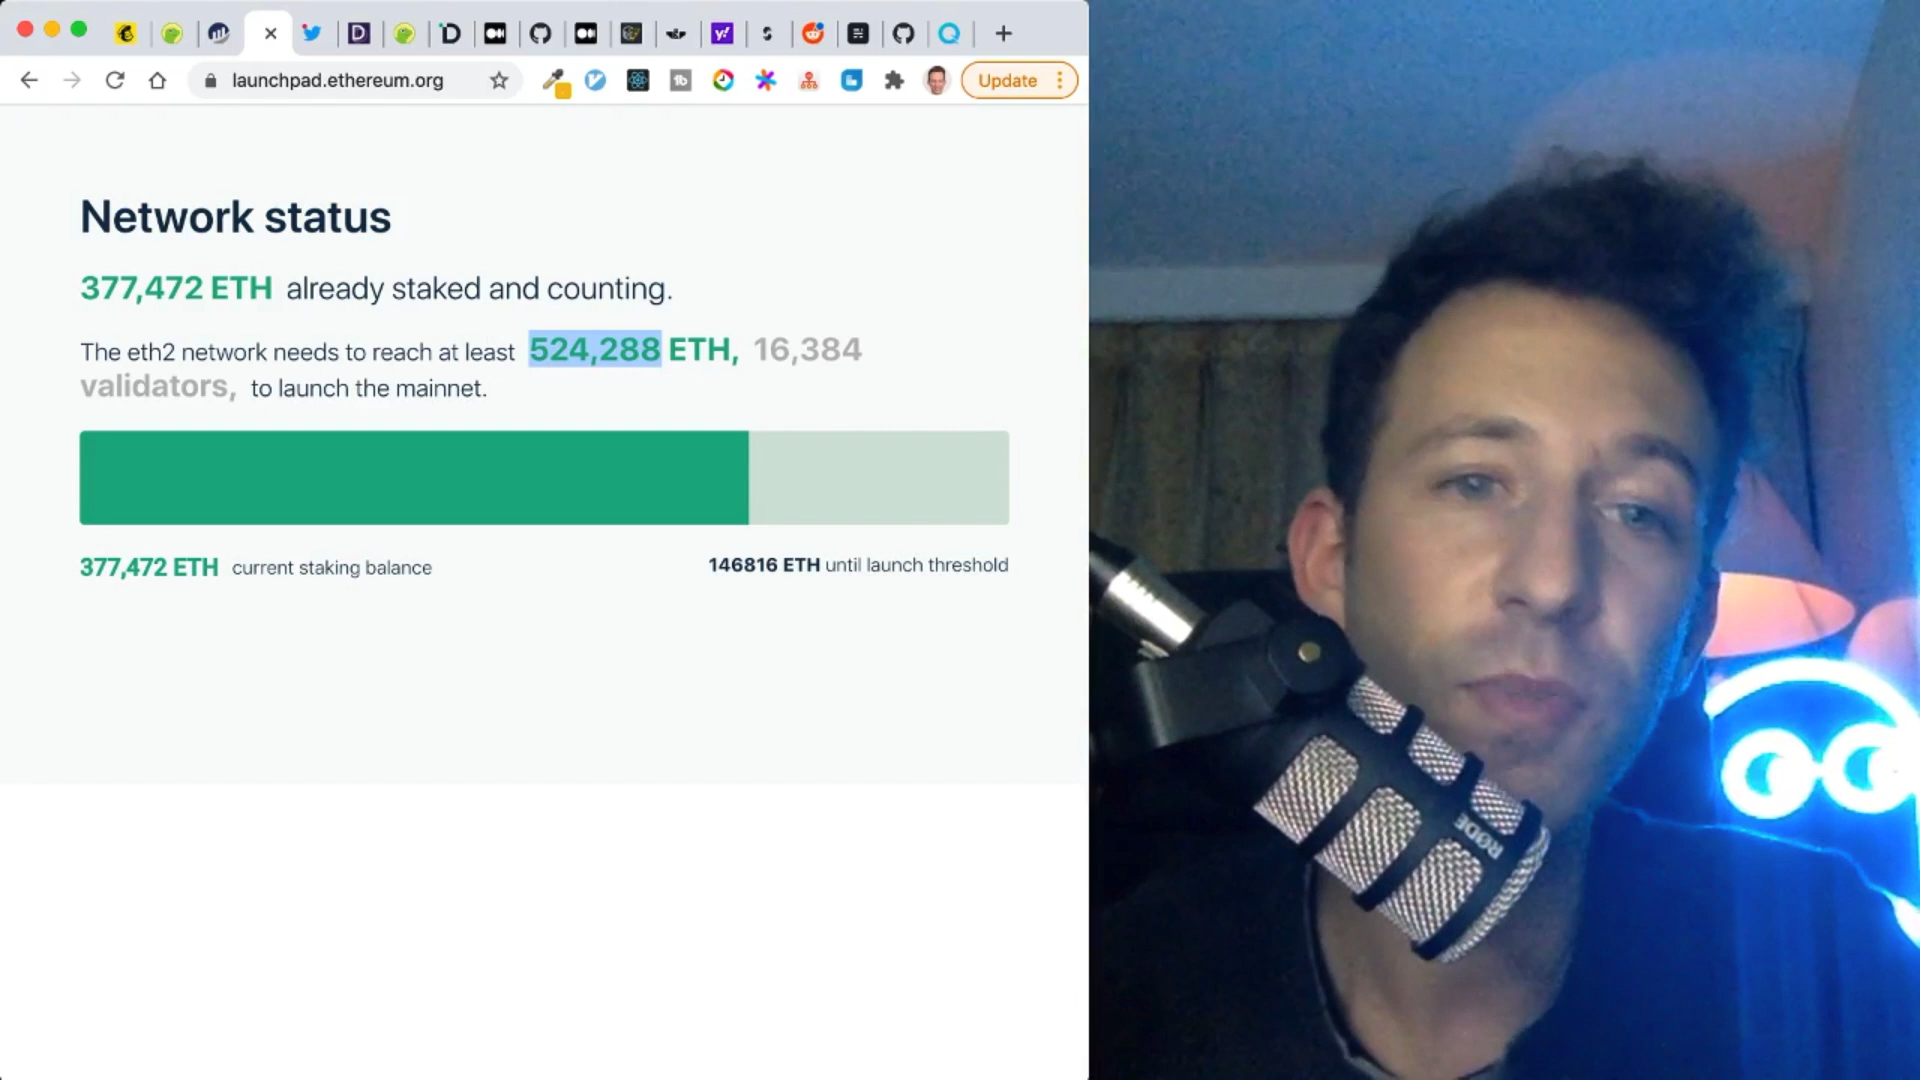 launchpad.ethereum.org
Update
Network status
377,472 ETH already staked and counting.
The eth2 network needs to reach at least 524,288 ETH, 16,384
validators, to launch the mainnet.
377,472 ETH current staking balance
146816 ETH until launch threshold
RØDE